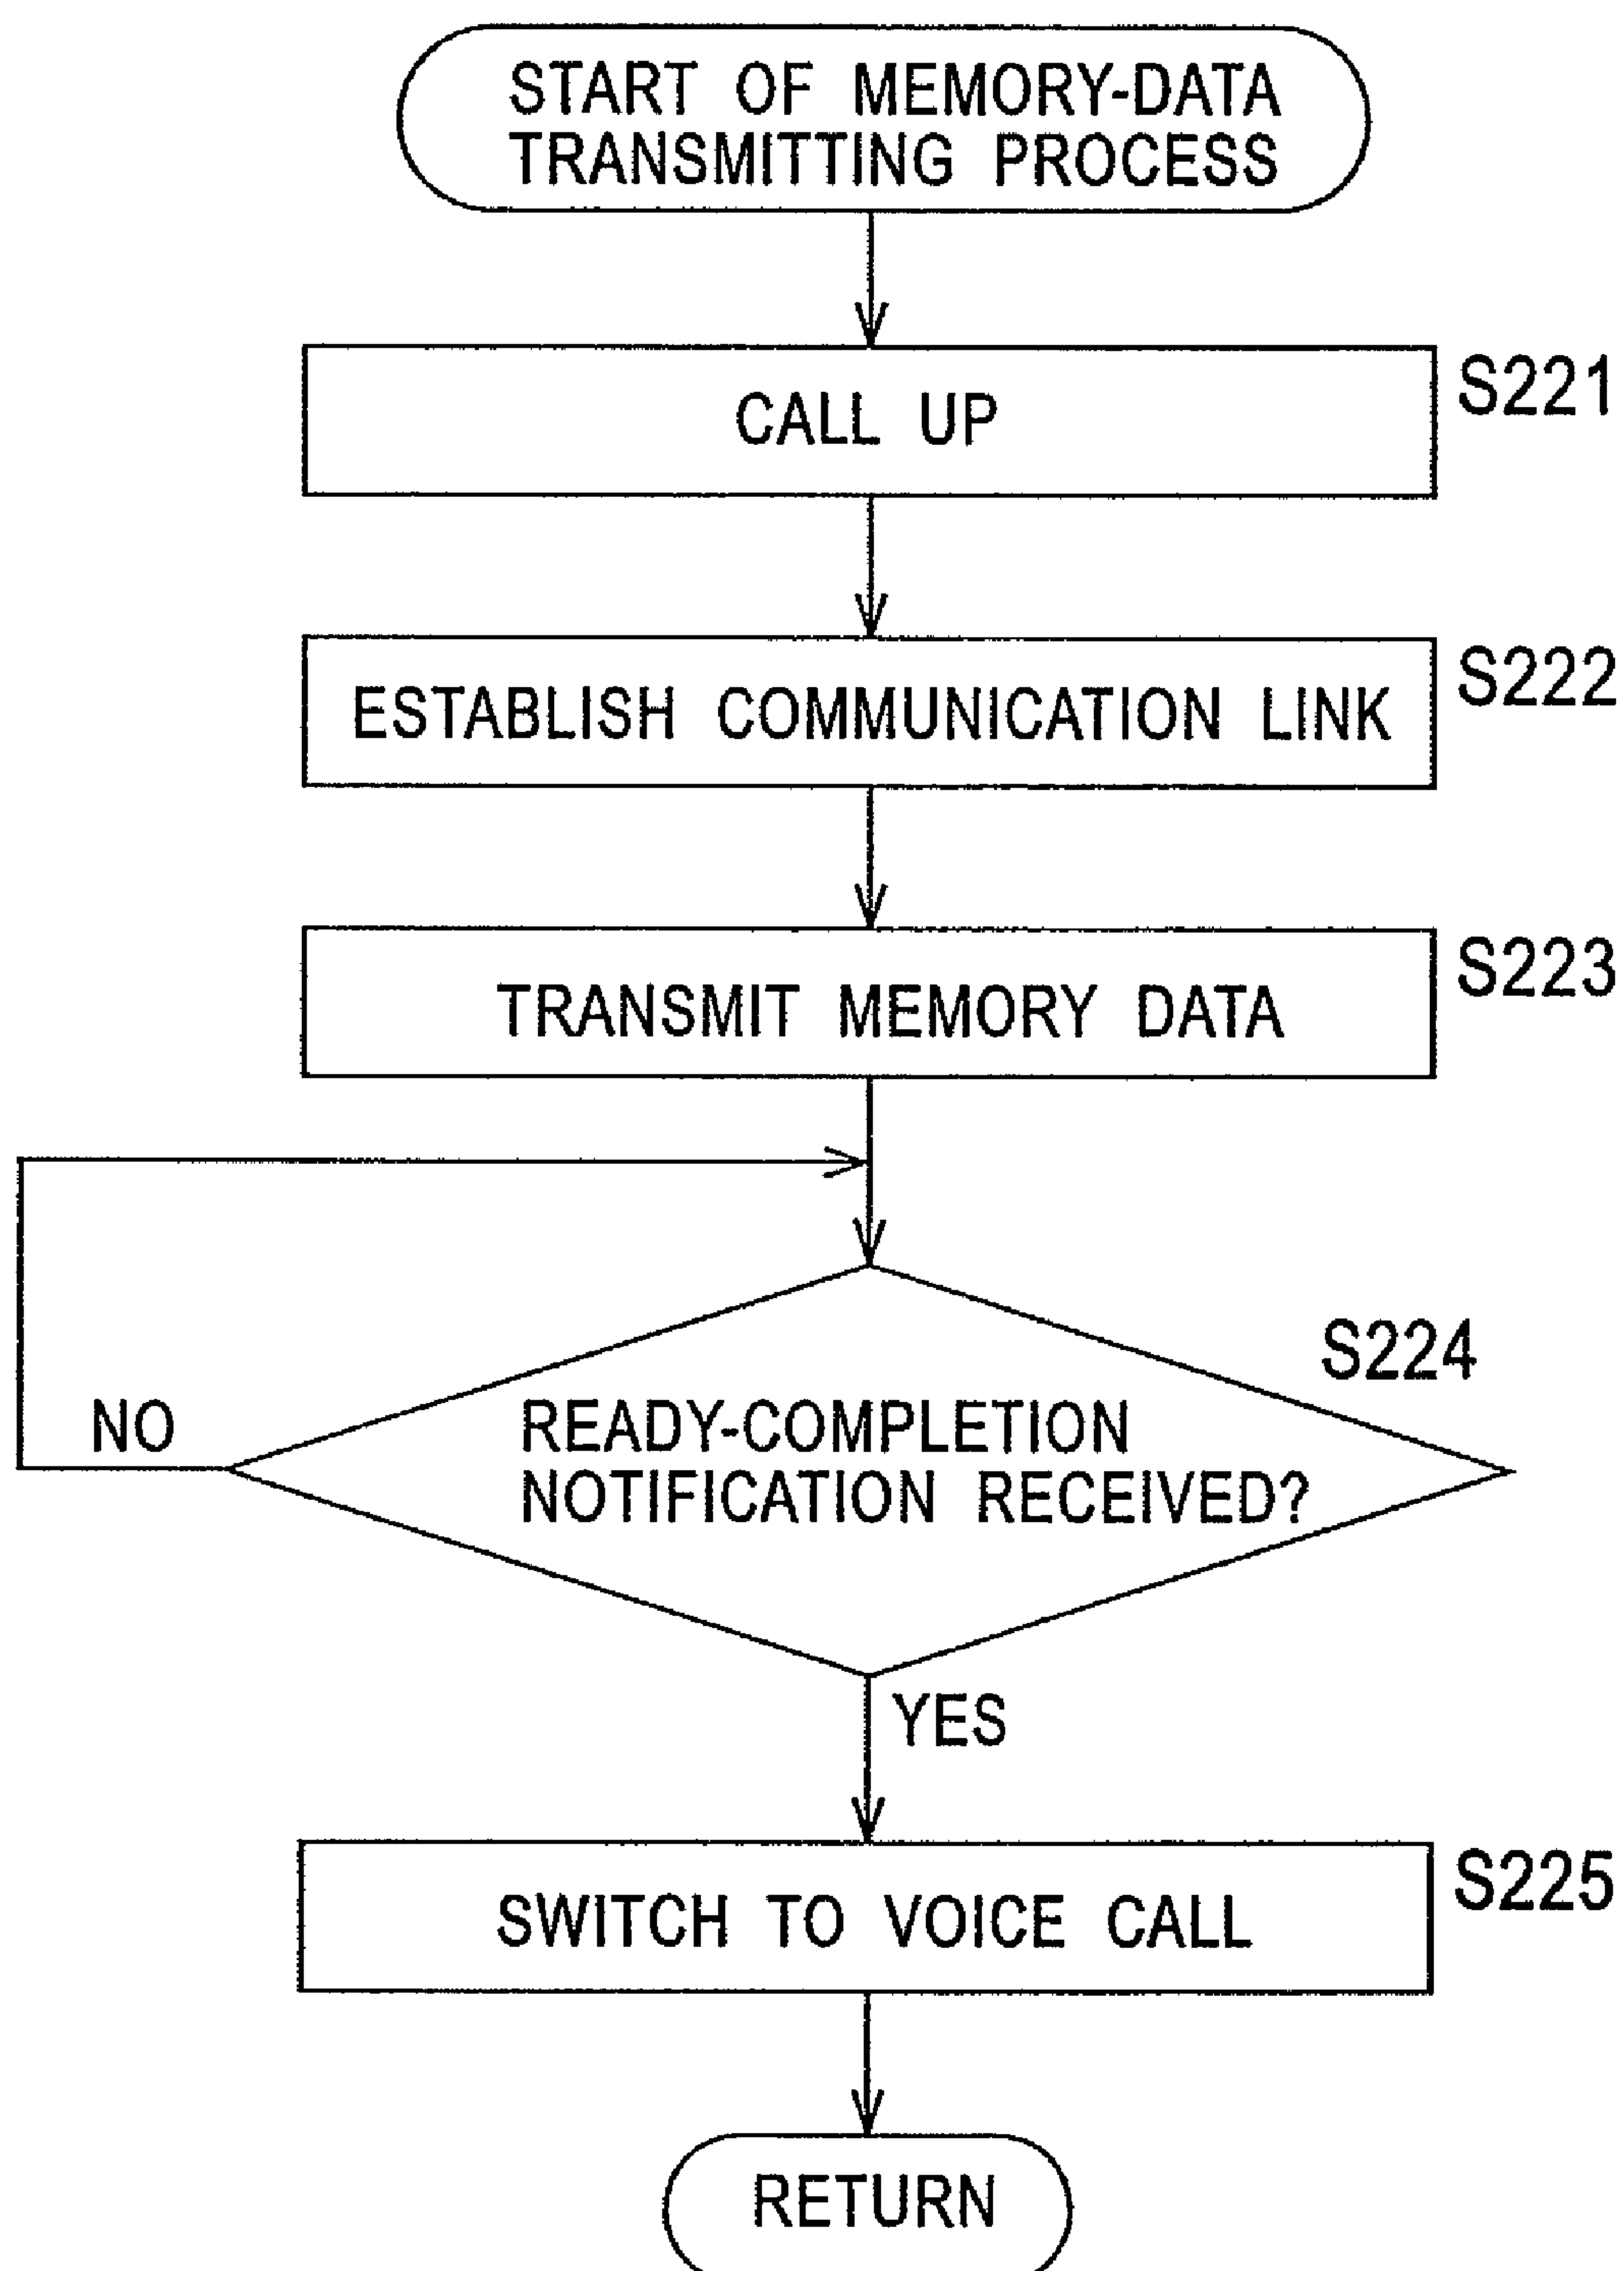 START OF MEMORY-DATA
TRANSMITTING PROCESS
CALL UP
S221
ESTABLISH COMMUNICATION LINK
S222
TRANSMIT MEMORY DATA
S223
S224
NO
READY-COMPLETION
NOTIFICATION RECEIVED?
YES
SWITCH TO VOICE CALL
S225
RETURN